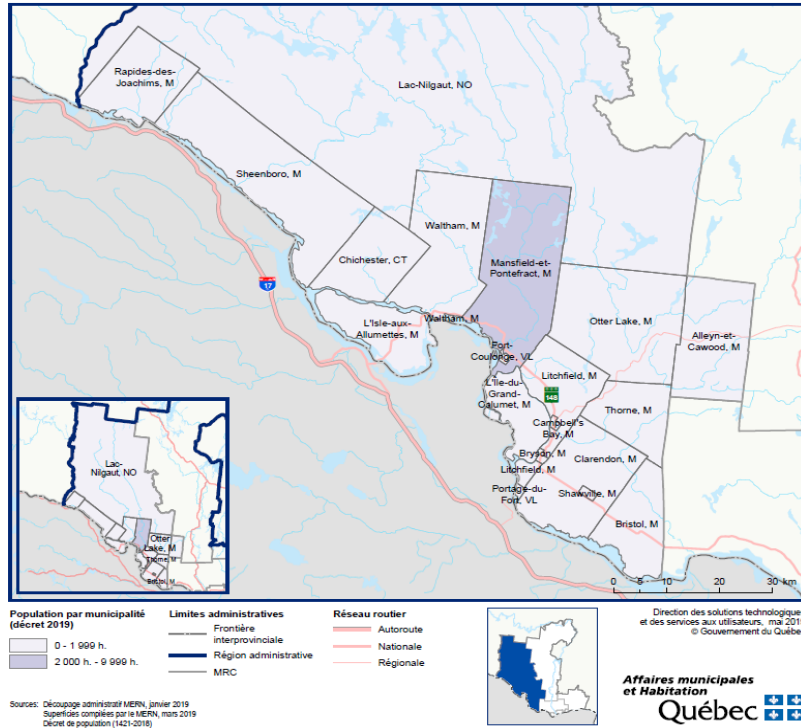 Rapides-des-
Joachims, M
Lac-Nilgaut, NO
Sheenboro, M
Waltham, M
Chichester, CT
Mansfield-et-
Pontefract, M
17
L'Isle-aux-
Allumettes, M
Waltham, M
Otter Lake, M
Alleyn-et-
Cawood, M
Fort-
Coulonge, VL
Litchfield, M
L'Île-du-
Grand-
Calumet, M
148
Thorne, M
Campbell's
Bay, M
Bryson, M
Clarendon, M
Litchfield, M
Portage-du-
Fort, VL
Shawville, M
Bristol, M
Lac-
Nilgaut, NO
Otter
Lake, M
Thorne, M
Bristol, M
0 5 10 20 30 km
Population par municipalité
(décret 2019)
0 - 1 999 h.
2 000 h. - 9 999 h.
Limites administratives
Frontière
interprovinciale
Région administrative
MRC
Réseau routier
Autoroute
Nationale
Régionale
Direction des solutions technologique
et des services aux utilisateurs, mai 201
© Gouvernement du Québe
Sources: Découpage administratif MERN, janvier 2019
Superficies compilées par le MERN, mars 2019
Décret de population (1421-2018)
Affaires municipales
et Habitation
Québec